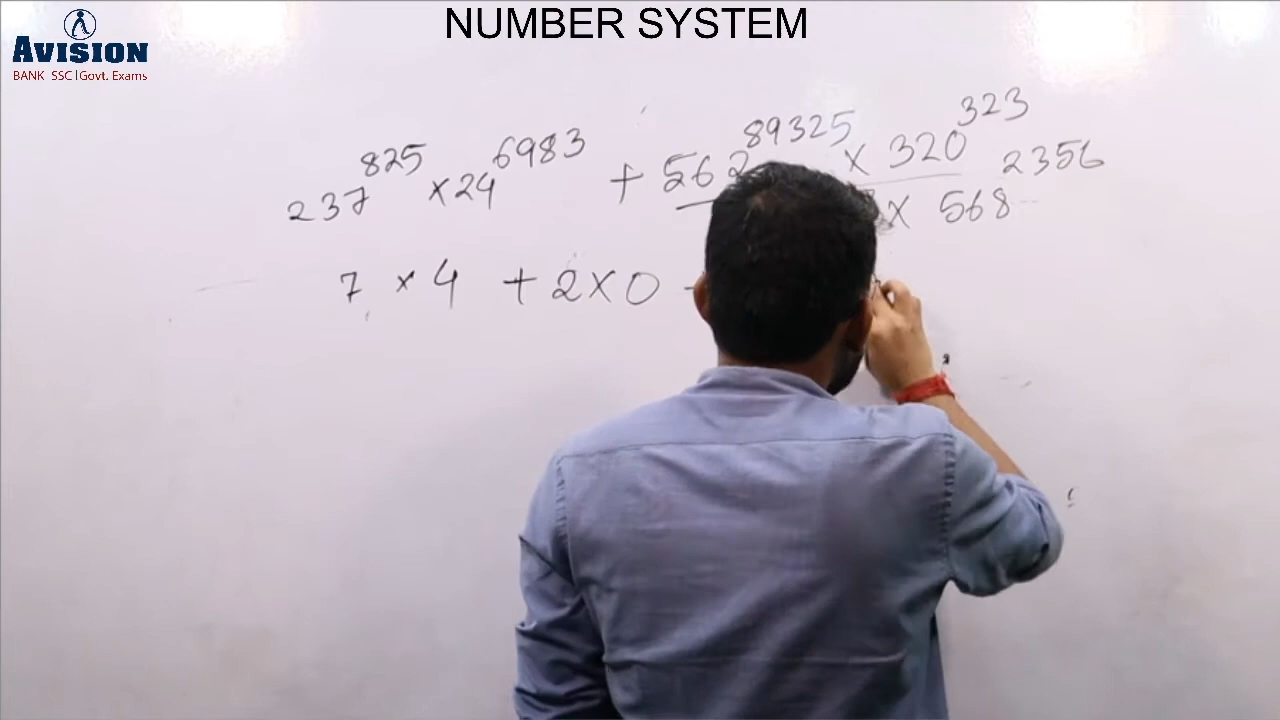 NUMBER SYSTEM
AVISION
BANK SSC|Govt. Exams
237^825 ×24^6983 + 562^89325 × 320^323
× 568^2356
7 × 4 + 2×0